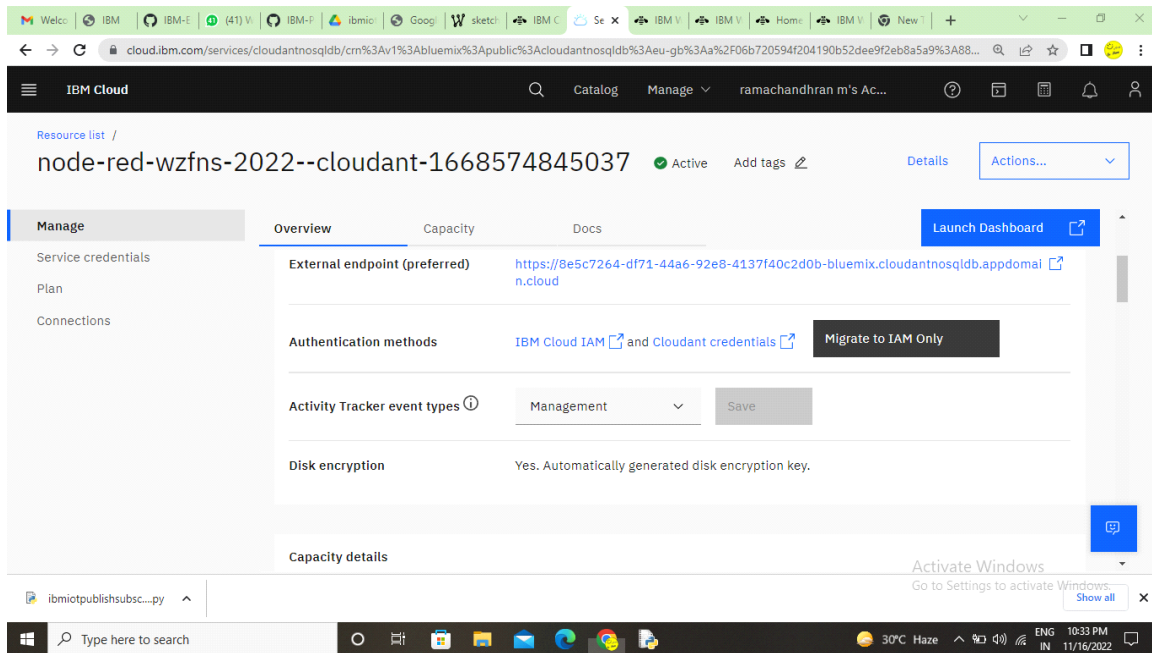 Welco
IBM
IBM-E
(41) W
IBM-P
ibmiot
Googl
sketch
IBM C
Se
IBM W
IBM V
Home
IBM W
New T
cloud.ibm.com/services/cloudantnosqldb/crn%3Av1%3Abluemix%3Apublic%3Acloudantnosqldb%3Aeu-gb%3Aa%2F06b720594f204190b52dee9f2eb8a5a9%3A88...
IBM Cloud
Catalog
Manage
ramachandhran m's Ac...
Resource list /
node-red-wzfns-2022--cloudant-1668574845037
Active
Add tags
Details
Actions...
Manage
Service credentials
Plan
Connections
Overview
Capacity
Docs
Launch Dashboard
External endpoint (preferred)
https://8e5c7264-df71-44a6-92e8-4137f40c2d0b-bluemix.cloudantnosqldb.appdomai
n.cloud
Authentication methods
IBM Cloud IAM and Cloudant credentials
Migrate to IAM Only
Activity Tracker event types
Management
Save
Disk encryption
Yes. Automatically generated disk encryption key.
Capacity details
Activate Windows
Go to Settings to activate Windows.
ibmiotpublishsubsc....py
Show all
Type here to search
30°C Haze
ENG
IN
10:33 PM
11/16/2022